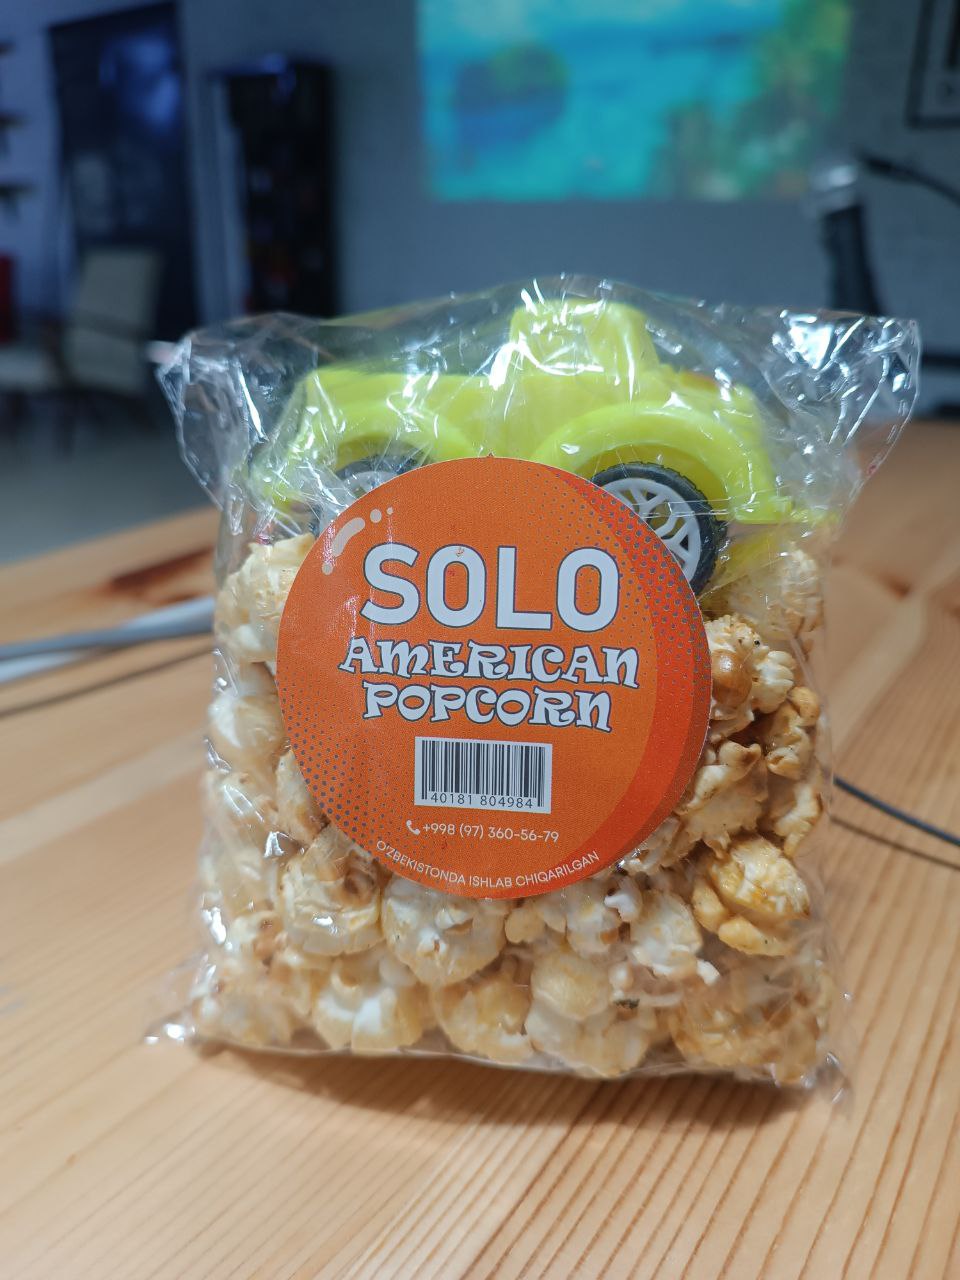 SOLO
AMERICAN
POPCORN
40181 804984
+998 (97) 360-56-79
O'ZBEKISTONDA ISHLAB CHIQARILGAN